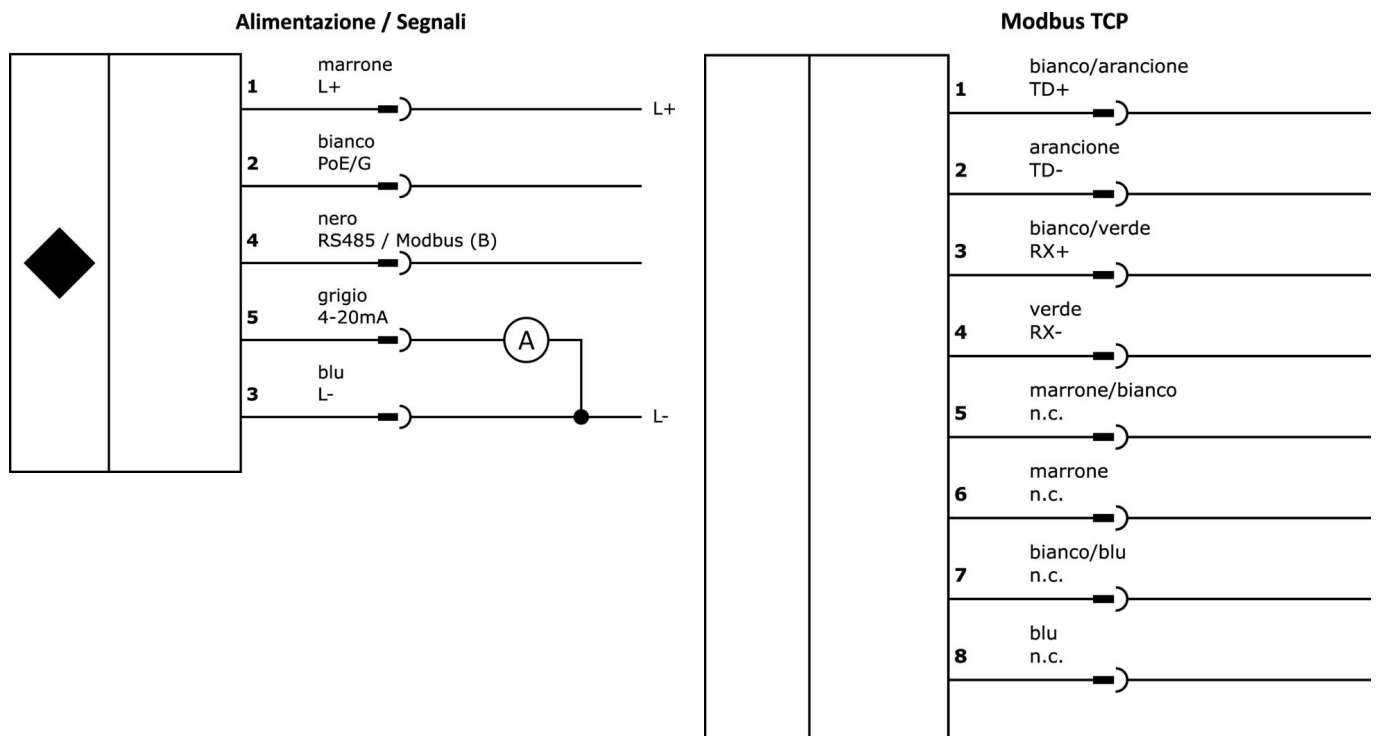 Alimentazione / Segnali
marrone
1 L+
L+
bianco
2 PoE/G
nero
4 RS485 / Modbus (B)
grigio
5 4-20mA
A
blu
3 L-
L-
Modbus TCP
bianco/arancione
1 TD+
arancione
2 TD-
bianco/verde
3 RX+
verde
4 RX-
marrone/bianco
5 n.c.
marrone
6 n.c.
bianco/blu
7 n.c.
blu
8 n.c.